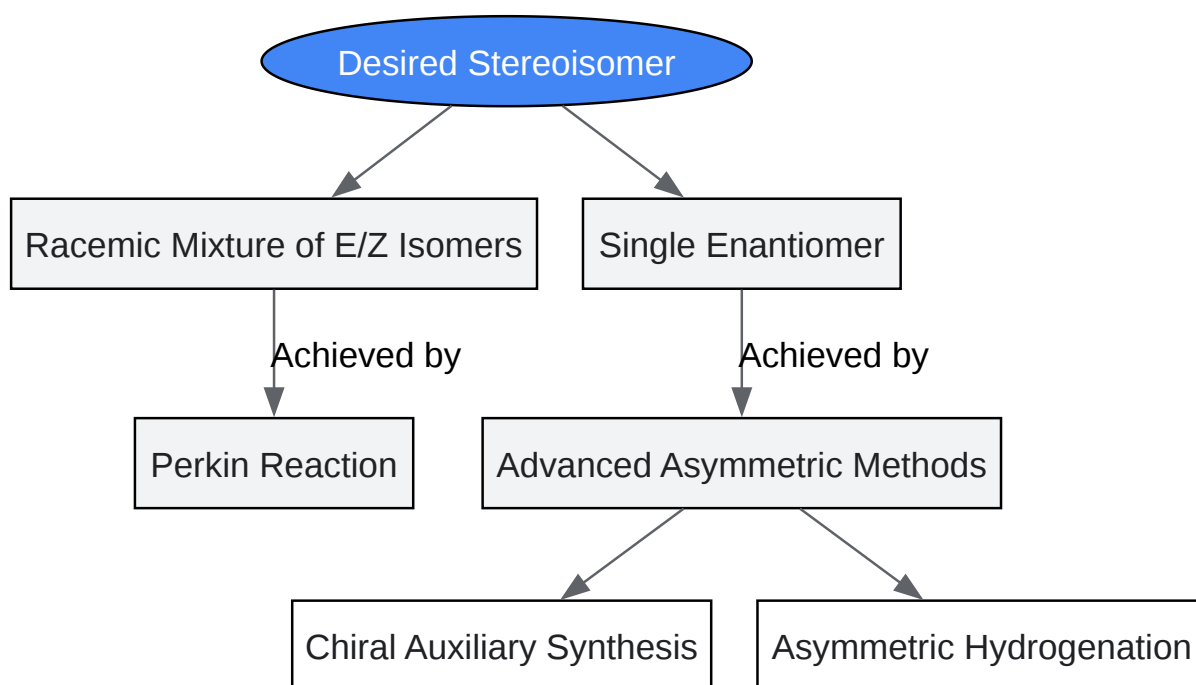 Desired Stereoisomer
Racemic Mixture of E/Z Isomers
Single Enantiomer
Achieved by
Achieved by
Perkin Reaction
Advanced Asymmetric Methods
Chiral Auxiliary Synthesis
Asymmetric Hydrogenation